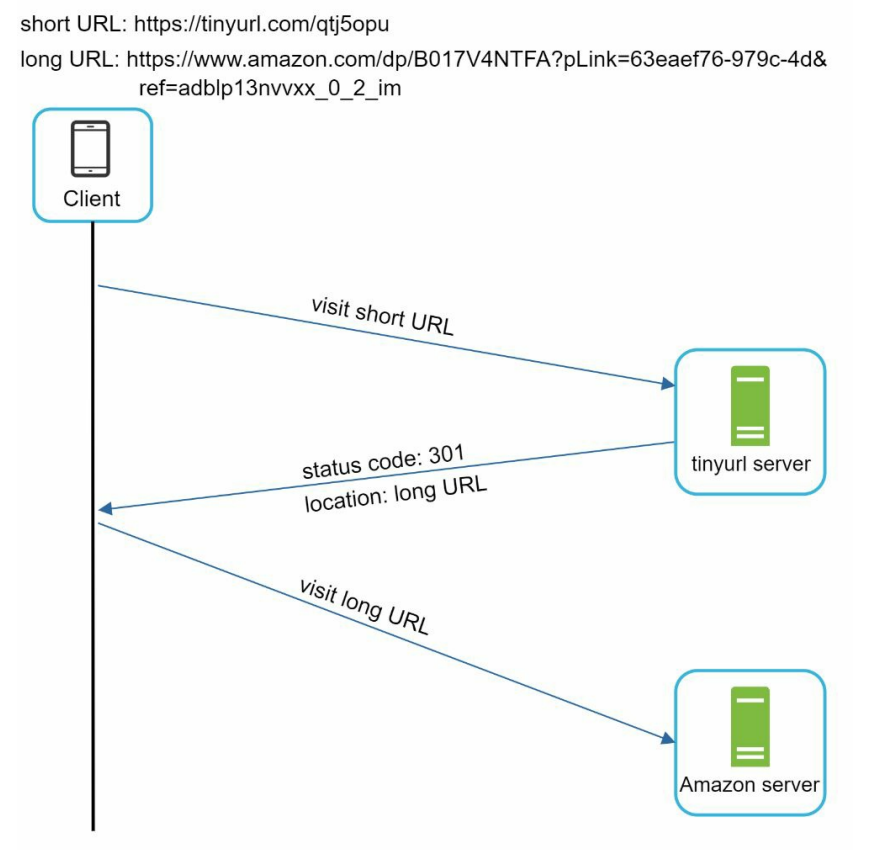 short URL: https://tinyurl.com/qtj5opu
long URL: https://www.amazon.com/dp/B017V4NTFA?pLink=63eaef76-979c-4d&
ref=adblp13nvvxx_0_2_im
Client
visit short URL
tinyurl server
status code: 301
location: long URL
visit long URL
Amazon server